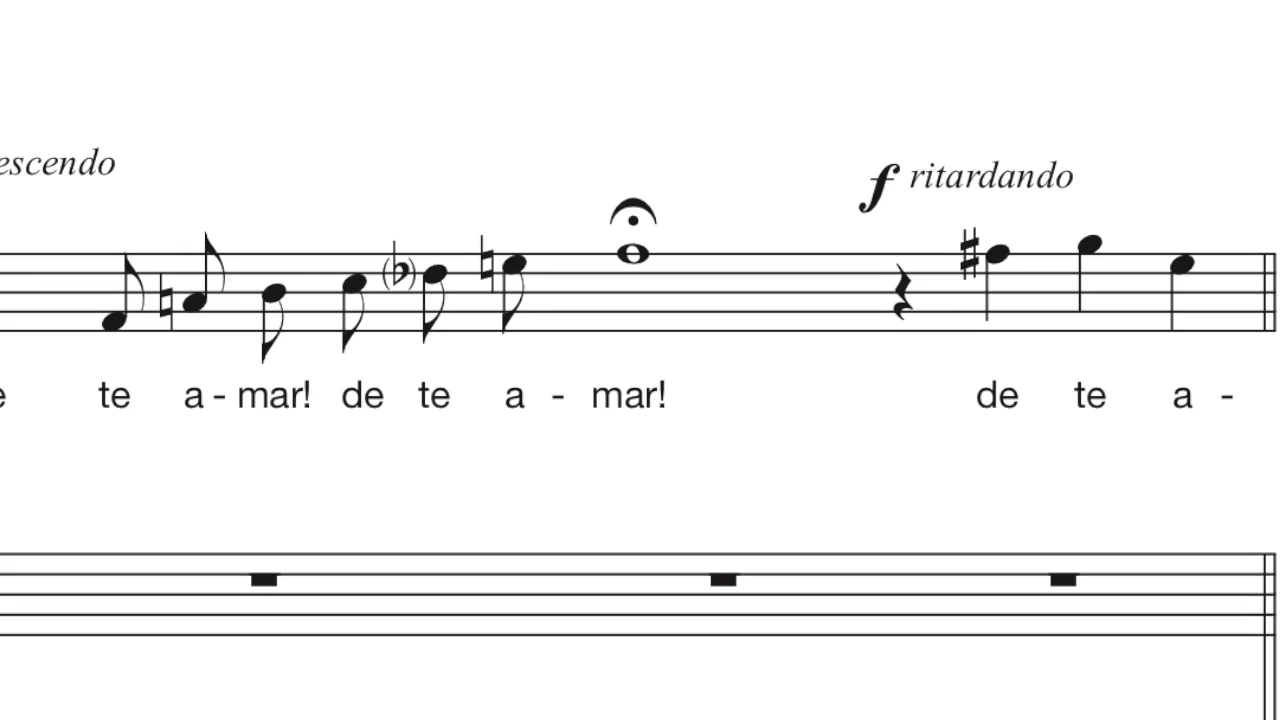 escendo
f ritardando
e te a - mar! de te a - mar! de te a -